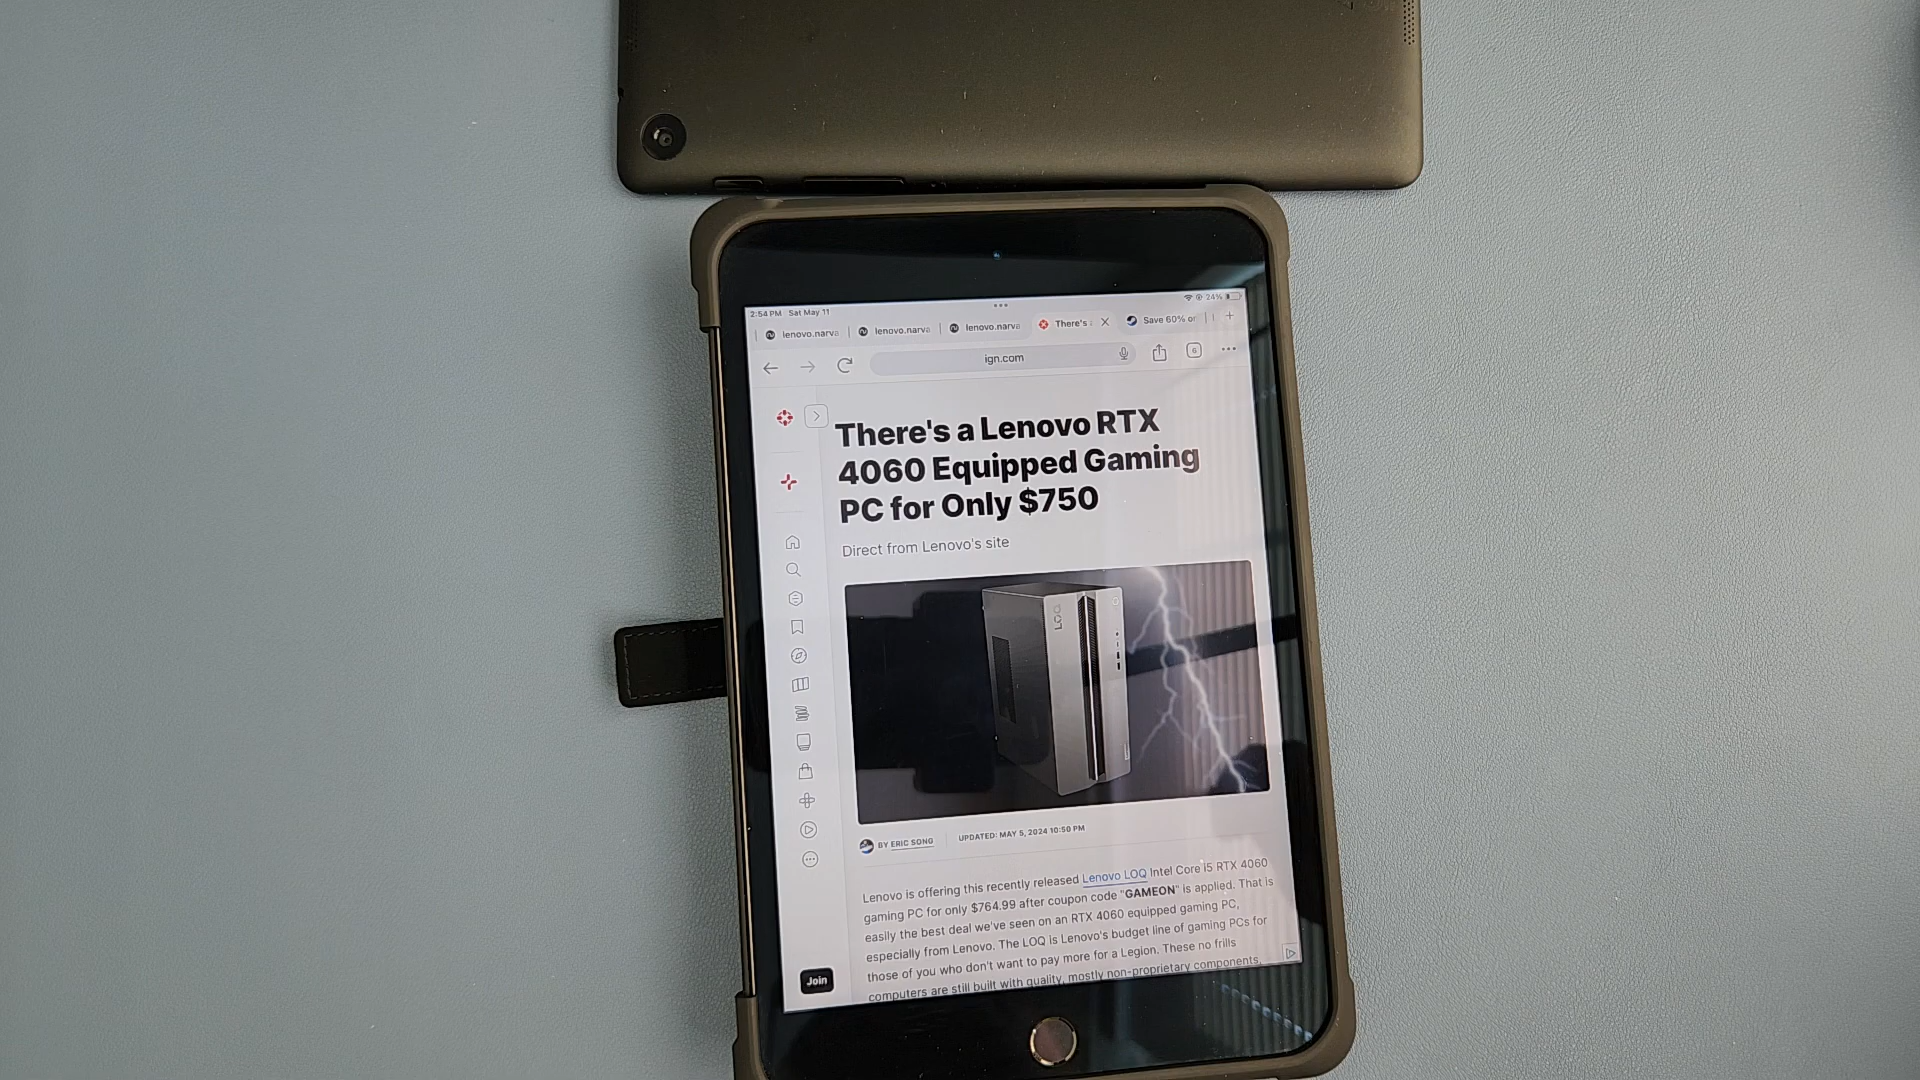 2:54 PM Sat May 11
24%
lenovo.narva
lenovo.narva
lenovo.narva
There's
Save 60% or
ign.com
6
There's a Lenovo RTX
4060 Equipped Gaming
PC for Only $750
Direct from Lenovo's site
LOQ
BY ERIC SONG
UPDATED: MAY 5, 2024 10:50 PM
Lenovo is offering this recently released Lenovo LOQ Intel Core i5 RTX 4060
gaming PC for only $764.99 after coupon code "GAMEON" is applied. That is
easily the best deal we've seen on an RTX 4060 equipped gaming PC,
especially from Lenovo. The LOQ is Lenovo's budget line of gaming PCs for
those of you who don't want to pay more for a Legion. These no frills
computers are still built with quality, mostly non-proprietary components,
Join